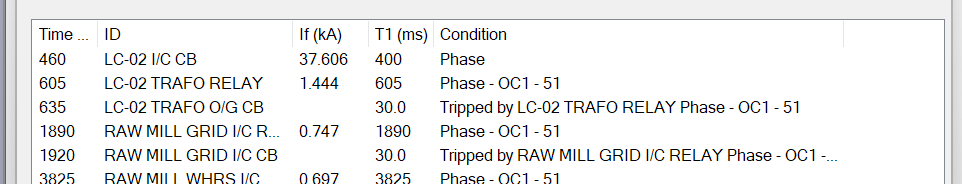 Time ... ID If (kA) T1 (ms) Condition
460 LC-02 I/C CB 37.606 400 Phase
605 LC-02 TRAFO RELAY 1.444 605 Phase - OC1 - 51
635 LC-02 TRAFO O/G CB 30.0 Tripped by LC-02 TRAFO RELAY Phase - OC1 - 51
1890 RAW MILL GRID I/C R... 0.747 1890 Phase - OC1 - 51
1920 RAW MILL GRID I/C CB 30.0 Tripped by RAW MILL GRID I/C RELAY Phase - OC1 -...
3825 RAW MILL WHRS I/C 0.697 3825 Phase - OC1 - 51